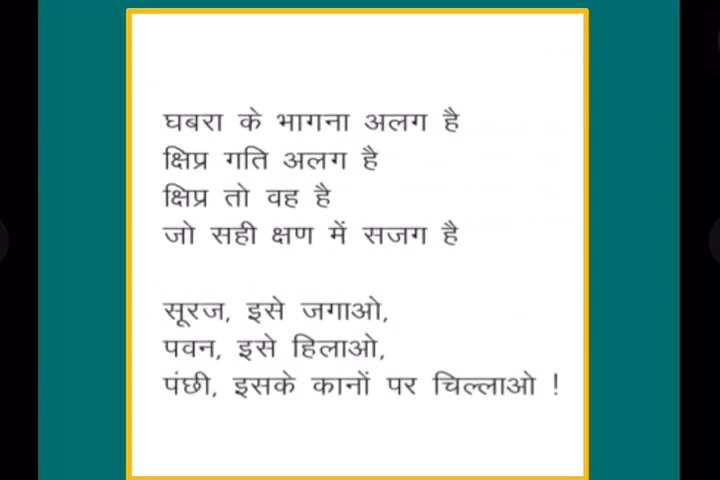 घबरा के भागना अलग है
क्षिप्र गति अलग है
क्षिप्र तो वह है
जो सही क्षण में सजग है
सूरज, इसे जगाओ,
पवन, इसे हिलाओ,
पंछी, इसके कानों पर चिल्लाओ !